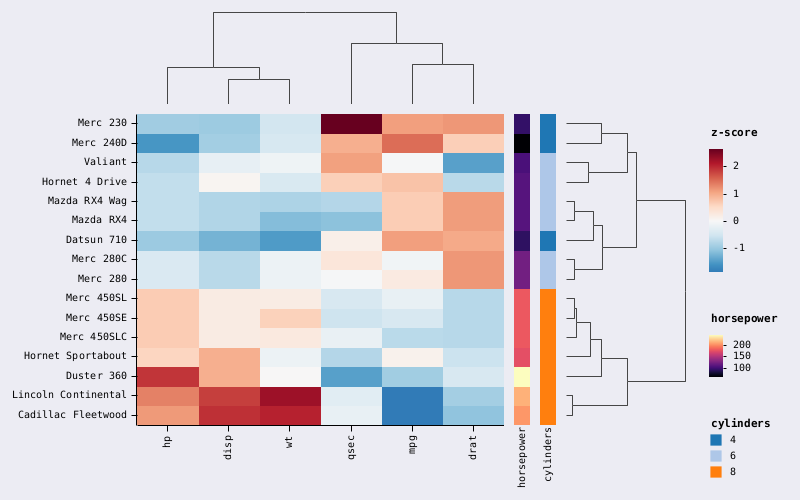 Merc 230
Merc 240D
Valiant
Hornet 4 Drive
Mazda RX4 Wag
Mazda RX4
Datsun 710
Merc 280C
Merc 280
Merc 450SL
Merc 450SE
Merc 450SLC
Hornet Sportabout
Duster 360
Lincoln Continental
Cadillac Fleetwood
hp
disp
wt
qsec
mpg
drat
horsepower
cylinders
z-score
2
1
0
-1
horsepower
200
150
100
cylinders
4
6
8